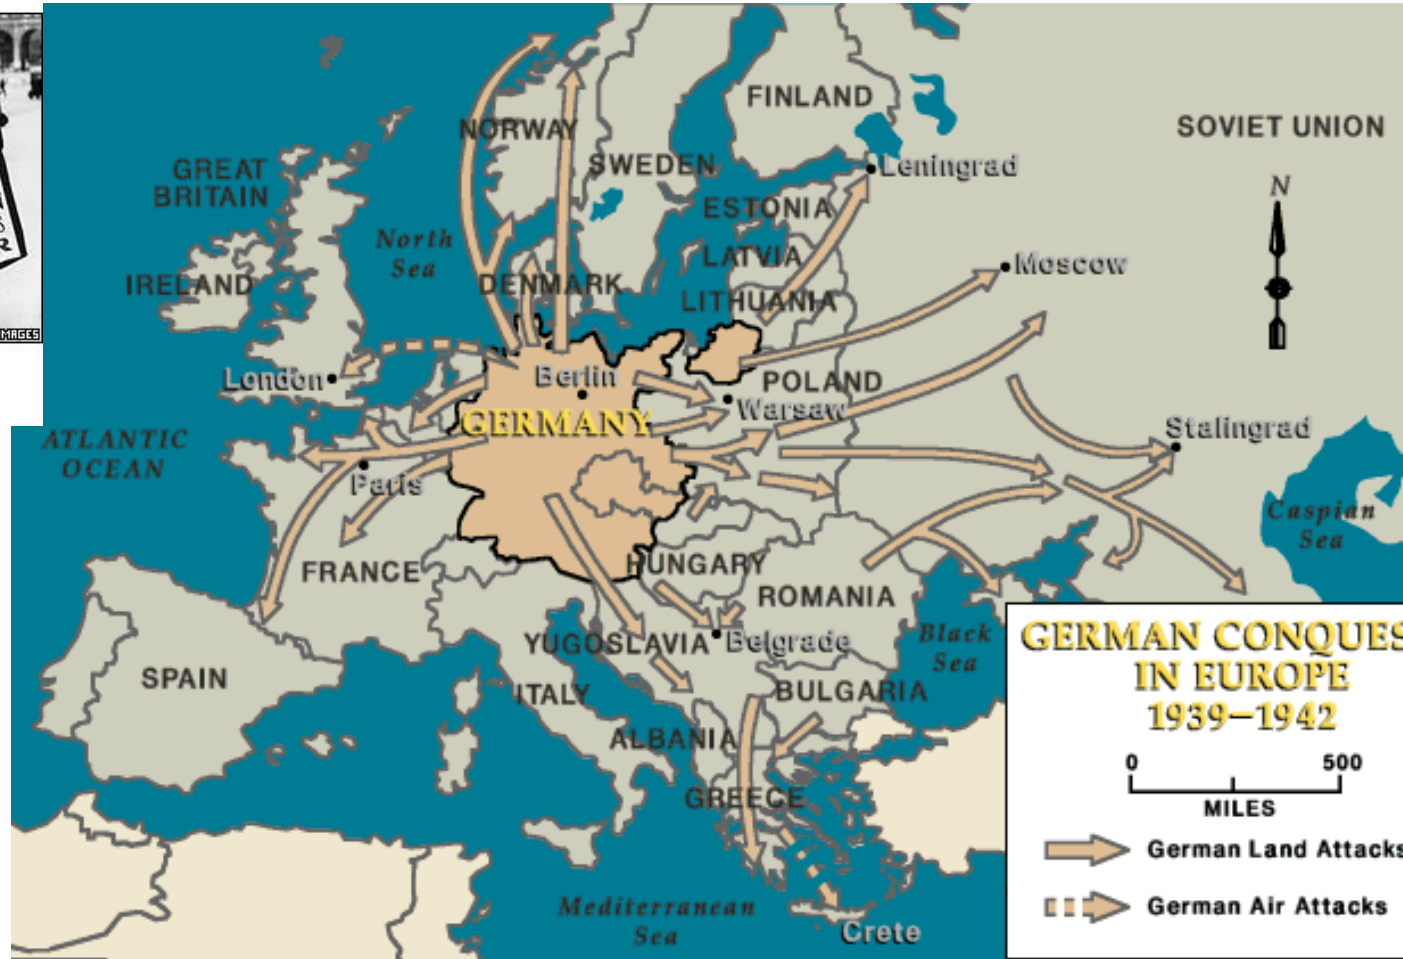 MAGES
FINLAND
SOVIET UNION
NORWAY
GREAT
BRITAIN
SWEDEN
Leningrad
N
ESTONIA
North
Sea
LATVIA
Moscow
IRELAND
DENMARK
LITHUANIA
London
Berlin
POLAND
Warsaw
GERMANY
ATLANTIC
OCEAN
Stalingrad
Paris
Caspian
Sea
FRANCE
HUNGARY
ROMANIA
YUGOSLAVIA
Belgrade
Black
Sea
SPAIN
ITALY
BULGARIA
ALBANIA
GREECE
Mediterranean
Sea
Crete
GERMAN CONQUES
IN EUROPE
1939–1942
0 500
MILES
German Land Attacks
German Air Attacks